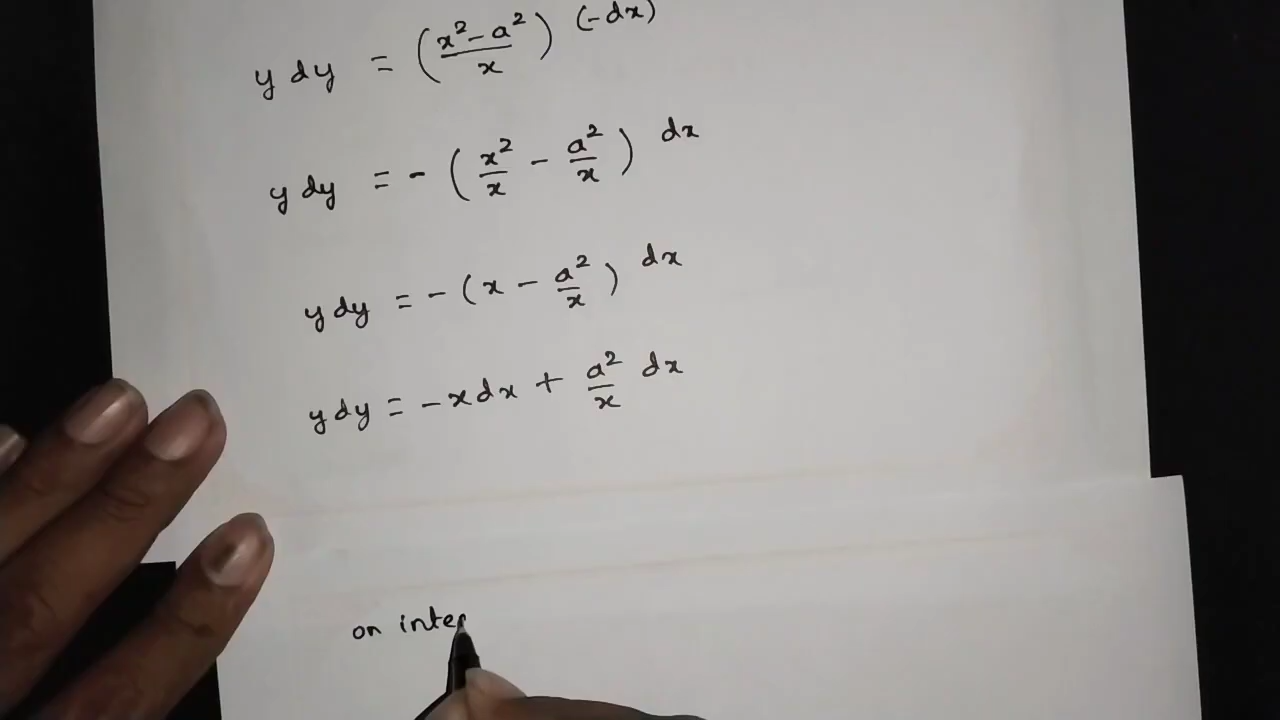 y dy = (x² - a² / x) (-dx)
y dy = - (x²/x - a²/x) dx
y dy = - (x - a²/x) dx
y dy = - x dx + a²/x dx
on inte